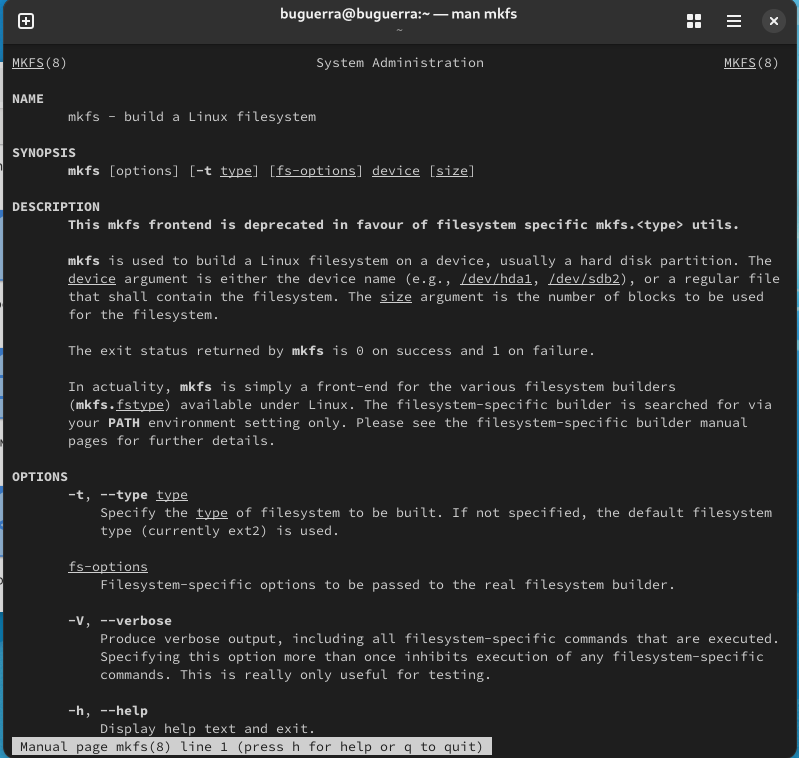 buguerra@buguerra:~ — man mkfs
~
MKFS(8) System Administration MKFS(8)
NAME
mkfs - build a Linux filesystem
SYNOPSIS
mkfs [options] [-t type] [fs-options] device [size]
DESCRIPTION
This mkfs frontend is deprecated in favour of filesystem specific mkfs.<type> utils.
mkfs is used to build a Linux filesystem on a device, usually a hard disk partition. The
device argument is either the device name (e.g., /dev/hda1, /dev/sdb2), or a regular file
that shall contain the filesystem. The size argument is the number of blocks to be used
for the filesystem.
The exit status returned by mkfs is 0 on success and 1 on failure.
In actuality, mkfs is simply a front-end for the various filesystem builders
(mkfs.fstype) available under Linux. The filesystem-specific builder is searched for via
your PATH environment setting only. Please see the filesystem-specific builder manual
pages for further details.
OPTIONS
-t, --type type
Specify the type of filesystem to be built. If not specified, the default filesystem
type (currently ext2) is used.
fs-options
Filesystem-specific options to be passed to the real filesystem builder.
-V, --verbose
Produce verbose output, including all filesystem-specific commands that are executed.
Specifying this option more than once inhibits execution of any filesystem-specific
commands. This is really only useful for testing.
-h, --help
Display help text and exit.
Manual page mkfs(8) line 1 (press h for help or q to quit)